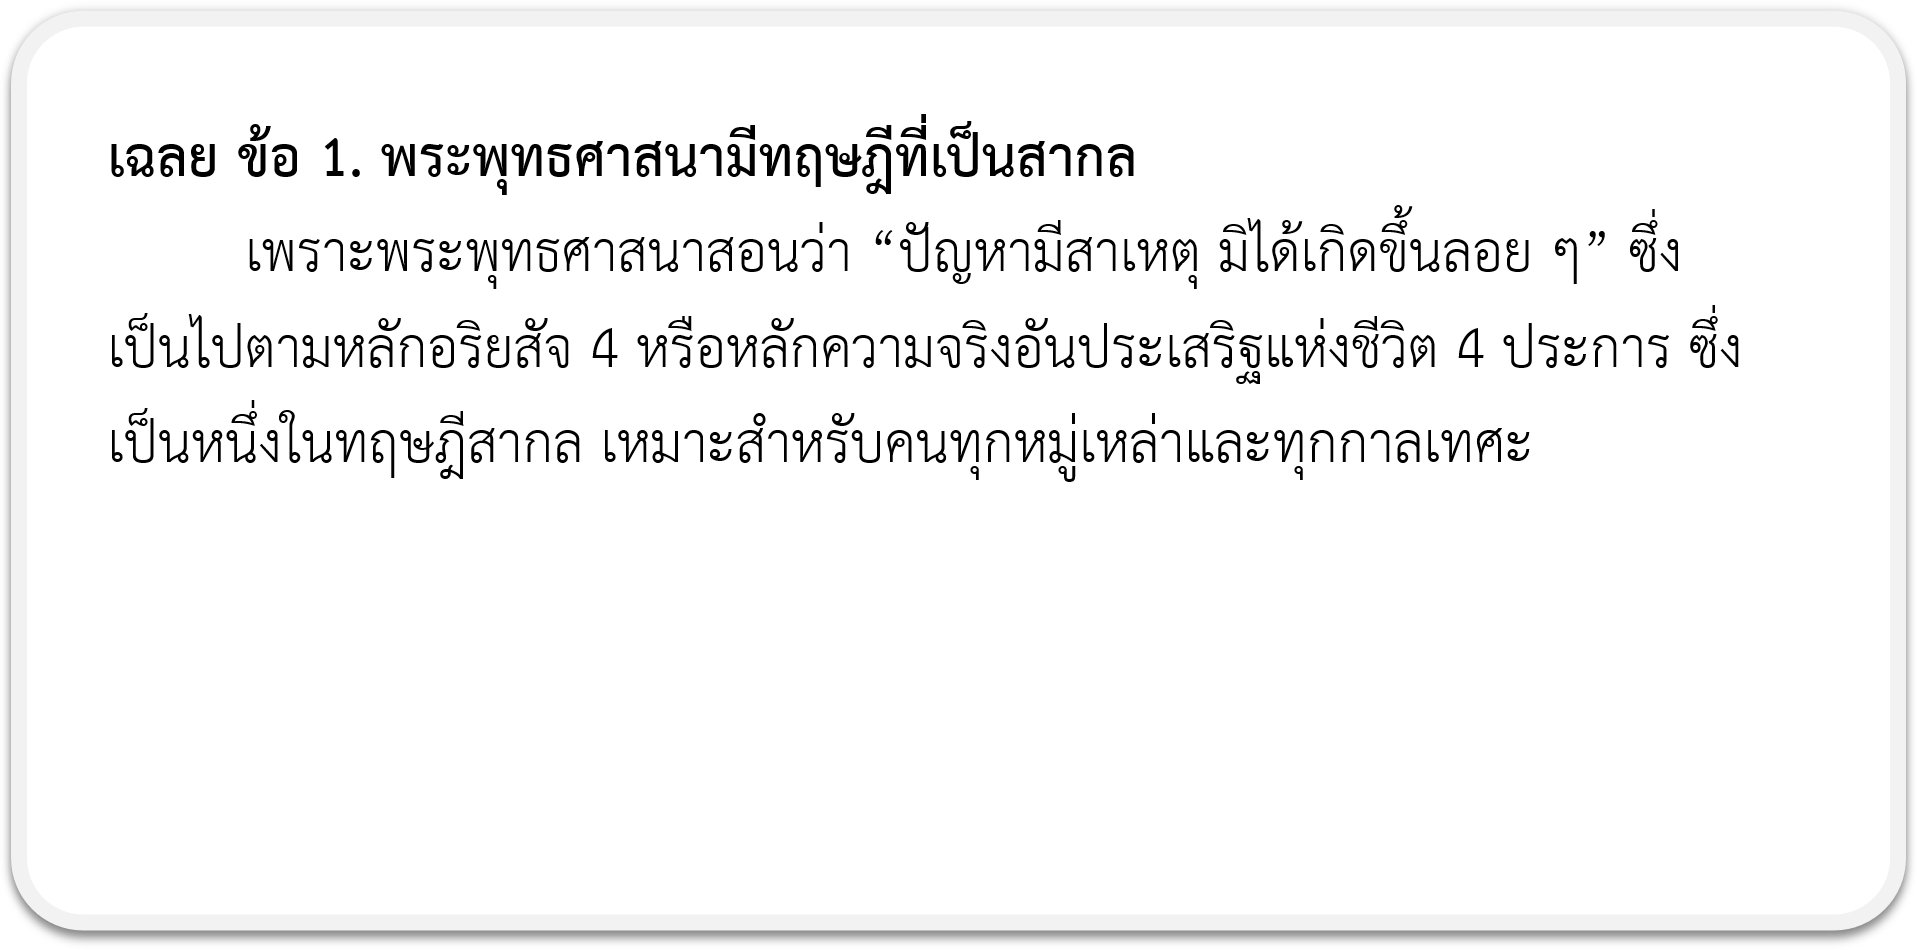 เฉลย ข้อ 1. พระพุทธศาสนามีทฤษฎีที่เป็นสากล
เพราะพระพุทธศาสนาสอนว่า “ปัญหามีสาเหตุ มิได้เกิดขึ้นลอย ๆ” ซึ่ง
เป็นไปตามหลักอริยสัจ 4 หรือหลักความจริงอันประเสริฐแห่งชีวิต 4 ประการ ซึ่ง
เป็นหนึ่งในทฤษฎีสากล เหมาะสำหรับคนทุกหมู่เหล่าและทุกกาลเทศะ